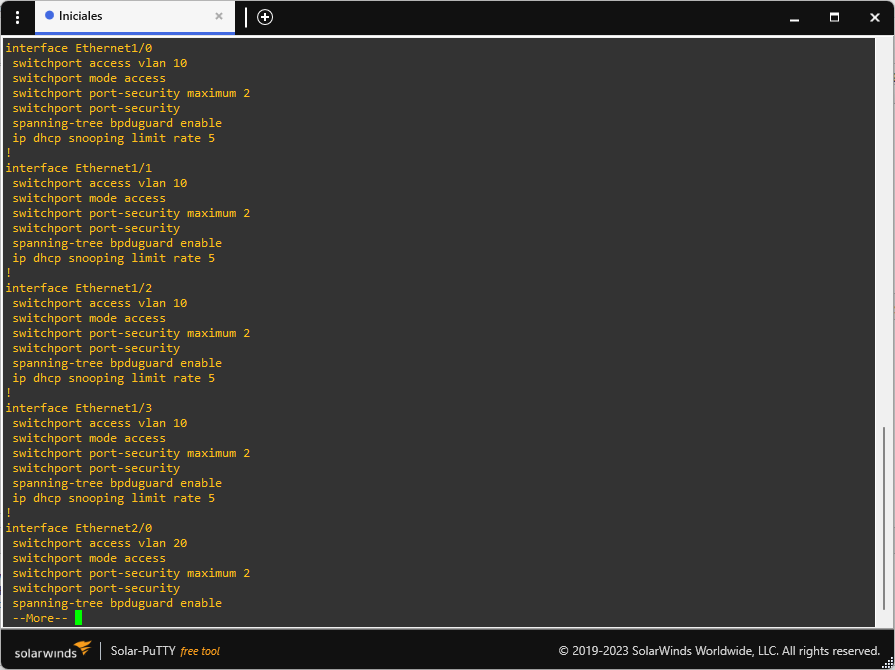 Iniciales
interface Ethernet1/0
switchport access vlan 10
switchport mode access
switchport port-security maximum 2
switchport port-security
spanning-tree bpduguard enable
ip dhcp snooping limit rate 5
!
interface Ethernet1/1
switchport access vlan 10
switchport mode access
switchport port-security maximum 2
switchport port-security
spanning-tree bpduguard enable
ip dhcp snooping limit rate 5
!
interface Ethernet1/2
switchport access vlan 10
switchport mode access
switchport port-security maximum 2
switchport port-security
spanning-tree bpduguard enable
ip dhcp snooping limit rate 5
!
interface Ethernet1/3
switchport access vlan 10
switchport mode access
switchport port-security maximum 2
switchport port-security
spanning-tree bpduguard enable
ip dhcp snooping limit rate 5
!
interface Ethernet2/0
switchport access vlan 20
switchport mode access
switchport port-security maximum 2
switchport port-security
spanning-tree bpduguard enable
--More--
solarwinds Solar-PuTTY free tool © 2019-2023 SolarWinds Worldwide, LLC. All rights reserved.